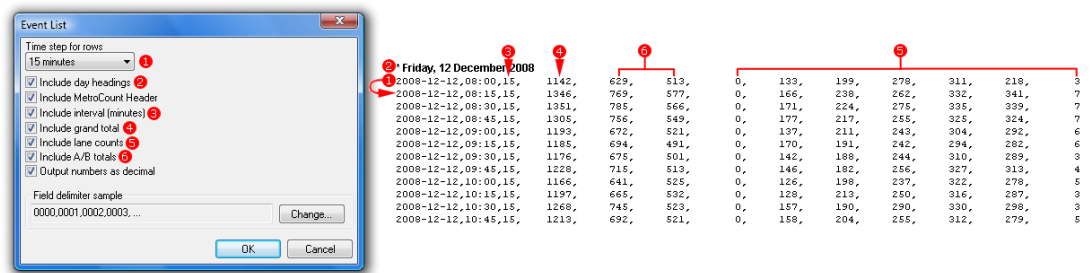 Event List
Time step for rows
15 minutes 1
Include day headings 2
Include MetroCount Header
Include interval (minutes) 3
Include grand total 4
Include lane counts 5
Include A/B totals 6
Output numbers as decimal
Field delimiter sample
0000,0001,0002,0003, ...
Change...
OK Cancel
3 4 6 5
2 ' Friday, 12 December 2008
1 2008-12-12,08:00,15, 1142, 629, 513, 0, 133, 199, 278, 311, 218, 3
2008-12-12,08:15,15, 1346, 769, 577, 0, 166, 238, 262, 332, 341, 7
2008-12-12,08:30,15, 1351, 785, 566, 0, 171, 224, 275, 335, 339, 7
2008-12-12,08:45,15, 1305, 756, 549, 0, 177, 217, 255, 325, 324, 7
2008-12-12,09:00,15, 1193, 672, 521, 0, 137, 211, 243, 304, 292, 6
2008-12-12,09:15,15, 1185, 694, 491, 0, 170, 191, 242, 294, 282, 6
2008-12-12,09:30,15, 1176, 675, 501, 0, 142, 188, 244, 310, 289, 3
2008-12-12,09:45,15, 1228, 715, 513, 0, 146, 182, 256, 327, 313, 4
2008-12-12,10:00,15, 1166, 641, 525, 0, 126, 198, 237, 322, 278, 5
2008-12-12,10:15,15, 1197, 665, 532, 0, 128, 213, 250, 316, 287, 3
2008-12-12,10:30,15, 1268, 745, 523, 0, 157, 190, 290, 330, 298, 3
2008-12-12,10:45,15, 1213, 692, 521, 0, 158, 204, 255, 312, 279, 5